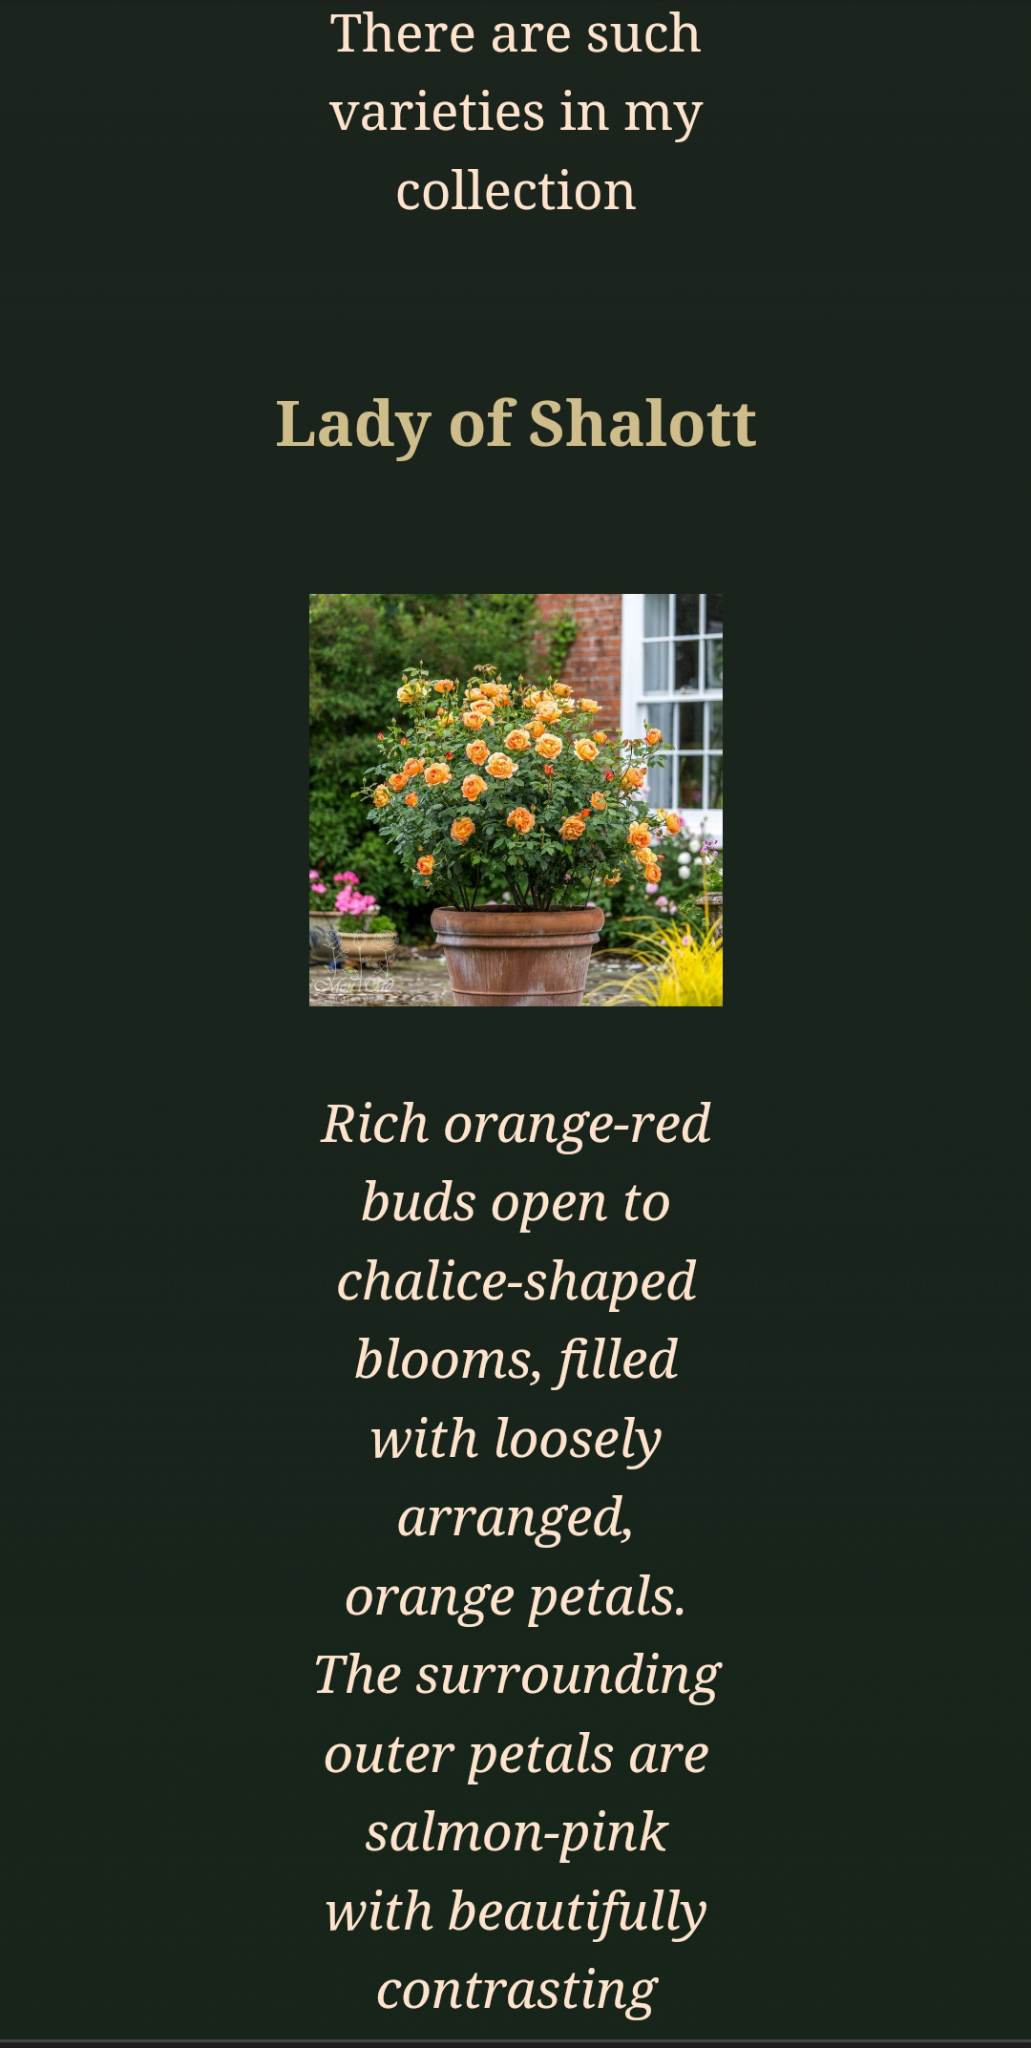 There are such
varieties in my
collection
Lady of Shalott
Rich orange-red
buds open to
chalice-shaped
blooms, filled
with loosely
arranged,
orange petals.
The surrounding
outer petals are
salmon-pink
with beautifully
contrasting